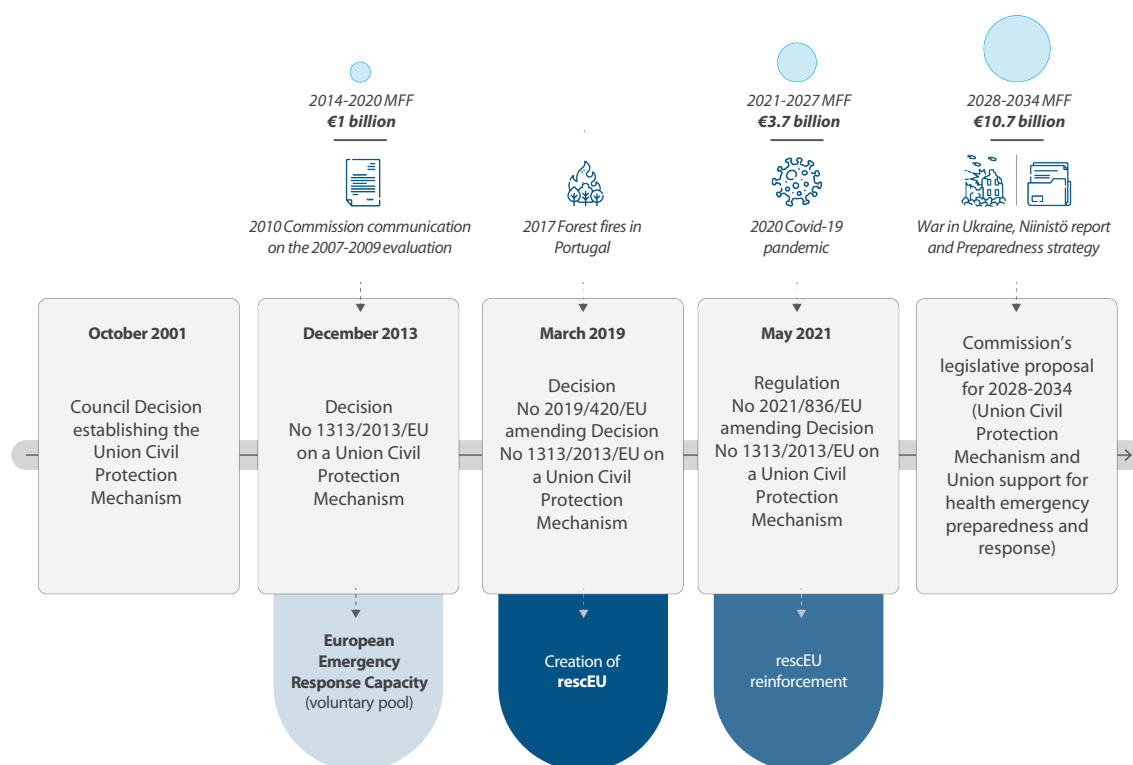 2014-2020 MFF
€1 billion
2021-2027 MFF
€3.7 billion
2028-2034 MFF
€10.7 billion
2010 Commission communication
on the 2007-2009 evaluation
2017 Forest fires in
Portugal
2020 Covid-19
pandemic
War in Ukraine, Niinistö report
and Preparedness strategy
October 2001
Council Decision
establishing the
Union Civil
Protection
Mechanism
December 2013
Decision
No 1313/2013/EU
on a Union Civil
Protection
Mechanism
March 2019
Decision
No 2019/420/EU
amending Decision
No 1313/2013/EU on
a Union Civil
Protection
Mechanism
May 2021
Regulation
No 2021/836/EU
amending Decision
No 1313/2013/EU on
a Union Civil
Protection
Mechanism
Commission’s
legislative proposal
for 2028-2034
(Union Civil
Protection
Mechanism and
Union support for
health emergency
preparedness and
response)
European
Emergency
Response Capacity
(voluntary pool)
Creation of
rescEU
rescEU
reinforcement